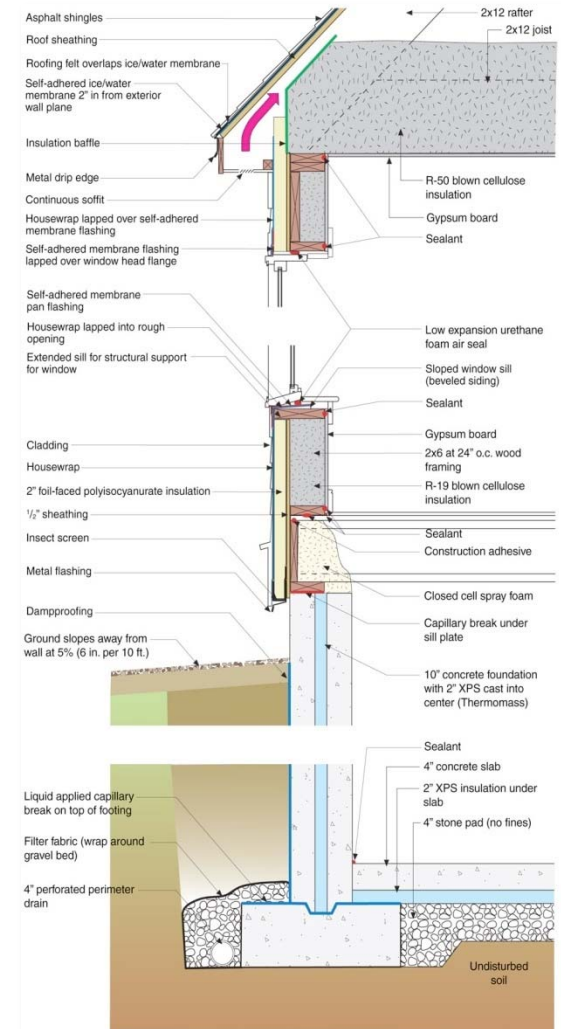 Asphalt shingles
Roof sheathing
Roofing felt overlaps ice/water membrane
Self-adhered ice/water
membrane 2" in from exterior
wall plane
Insulation baffle
Metal drip edge
Continuous soffit
Housewrap lapped over self-adhered
membrane flashing
Self-adhered membrane flashing
lapped over window head flange
2x12 rafter
2x12 joist
R-50 blown cellulose
insulation
Gypsum board
Sealant
Self-adhered membrane
pan flashing
Housewrap lapped into rough
opening
Extended sill for structural support
for window
Cladding
Housewrap
2" foil-faced polyisocyanurate insulation
1/2" sheathing
Insect screen
Metal flashing
Dampproofing
Ground slopes away from
wall at 5% (6 in. per 10 ft.)
Low expansion urethane
foam air seal
Sloped window sill
(beveled siding)
Sealant
Gypsum board
2x6 at 24" o.c. wood
framing
R-19 blown cellulose
insulation
Sealant
Construction adhesive
Closed cell spray foam
Capillary break under
sill plate
10" concrete foundation
with 2" XPS cast into
center (Thermomass)
Liquid applied capillary
break on top of footing
Filter fabric (wrap around
gravel bed)
4" perforated perimeter
drain
Sealant
4" concrete slab
2" XPS insulation under
slab
4" stone pad (no fines)
Undisturbed
soil